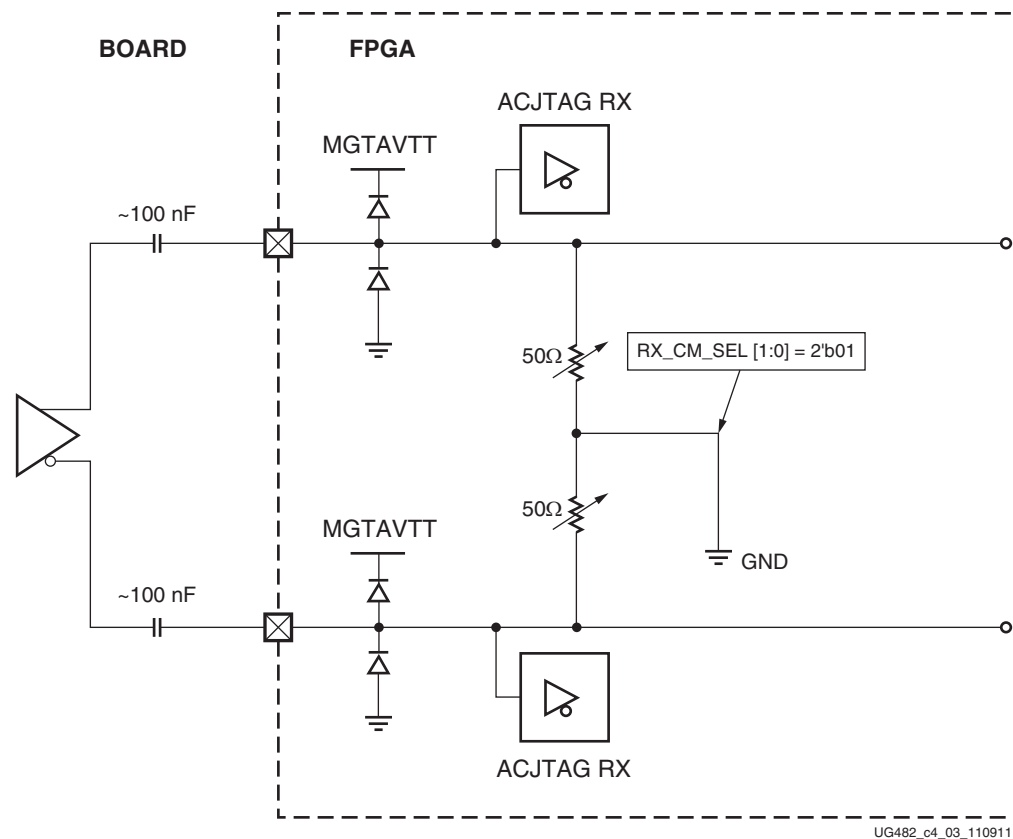 BOARD
FPGA
ACJTAG RX
MGTAVTT
~100 nF
50Ω
RX_CM_SEL [1:0] = 2'b01
50Ω
MGTAVTT
GND
~100 nF
ACJTAG RX
UG482_c4_03_110911